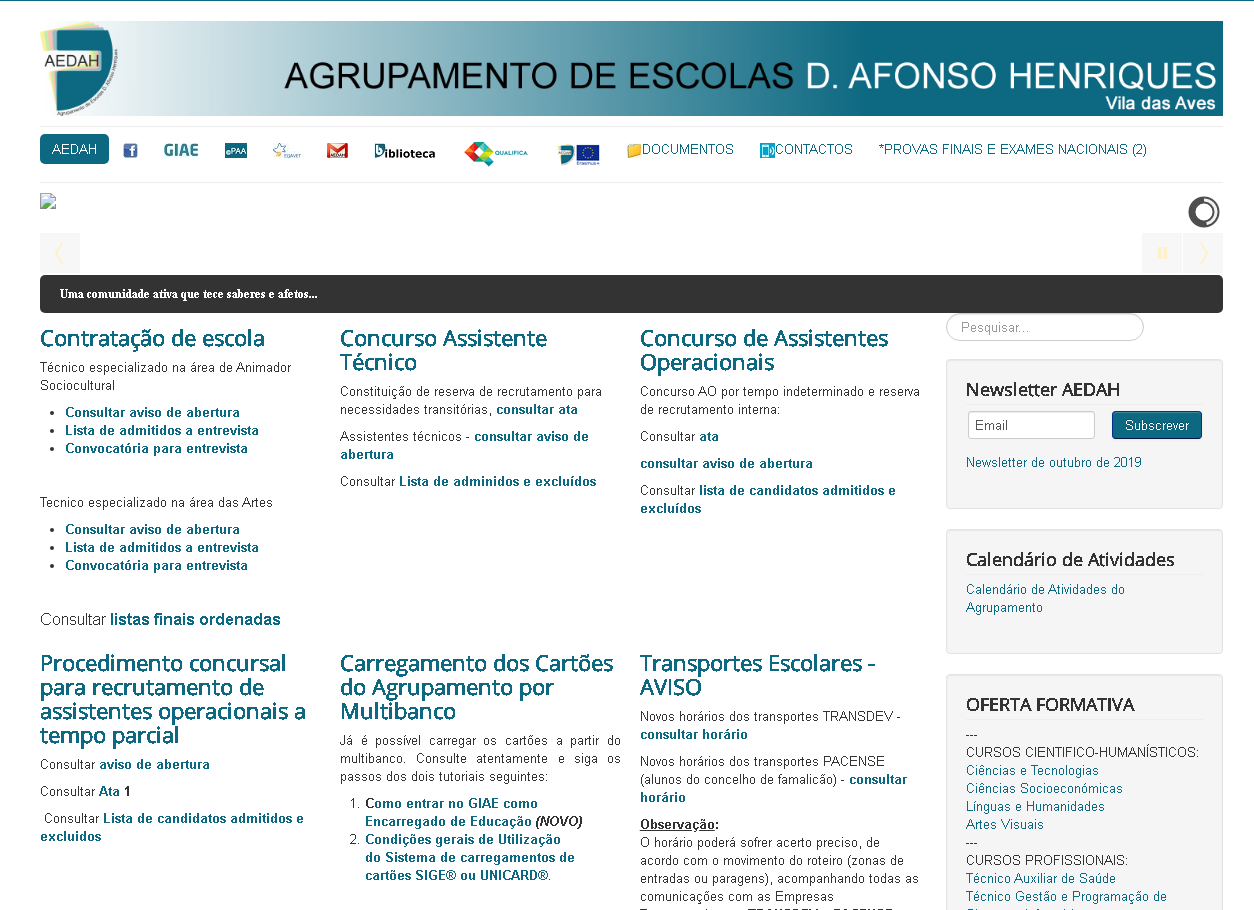 AEDAH
Agrupamento de Escolas D. Afonso Henriques
AGRUPAMENTO DE ESCOLAS D. AFONSO HENRIQUES
Vila das Aves
AEDAH
GIAE
ePAA
EQAVET
AEDAH
Biblioteca
QUALIFICA
Erasmus+
DOCUMENTOS
CONTACTOS
*PROVAS FINAIS E EXAMES NACIONAIS (2)
Uma comunidade ativa que tece saberes e afetos...
Contratação de escola
Técnico especializado na área de Animador
Sociocultural
• Consultar aviso de abertura
• Lista de admitidos a entrevista
• Convocatória para entrevista
Tecnico especializado na área das Artes
• Consultar aviso de abertura
• Lista de admitidos a entrevista
• Convocatória para entrevista
Consultar listas finais ordenadas
Concurso Assistente
Técnico
Constituição de reserva de recrutamento para
necessidades transitórias, consultar ata
Assistentes técnicos - consultar aviso de
abertura
Consultar Lista de adminidos e excluídos
Concurso de Assistentes
Operacionais
Concurso AO por tempo indeterminado e reserva
de recrutamento interna:
Consultar ata
consultar aviso de abertura
Consultar lista de candidatos admitidos e
excluídos
Procedimento concursal
para recrutamento de
assistentes operacionais a
tempo parcial
Consultar aviso de abertura
Consultar Ata 1
Consultar Lista de candidatos admitidos e
excluidos
Carregamento dos Cartões
do Agrupamento por
Multibanco
Já é possível carregar os cartões a partir do
multibanco. Consulte atentamente e siga os
passos dos dois tutoriais seguintes:
1. Como entrar no GIAE como
Encarregado de Educação (NOVO)
2. Condições gerais de Utilização
do Sistema de carregamentos de
cartões SIGE® ou UNICARD®.
Transportes Escolares -
AVISO
Novos horários dos transportes TRANSDEV -
consultar horário
Novos horários dos transportes PACENSE
(alunos do concelho de famalicão) - consultar
horário
Observação:
O horário poderá sofrer acerto preciso, de
acordo com o movimento do roteiro (zonas de
entradas ou paragens), acompanhando todas as
comunicações com as Empresas
Pesquisar...
Newsletter AEDAH
Email
Subscrever
Newsletter de outubro de 2019
Calendário de Atividades
Calendário de Atividades do
Agrupamento
OFERTA FORMATIVA
---
CURSOS CIENTIFICO-HUMANÍSTICOS:
Ciências e Tecnologias
Ciências Socioeconómicas
Línguas e Humanidades
Artes Visuais
---
CURSOS PROFISSIONAIS:
Técnico Auxiliar de Saúde
Técnico Gestão e Programação de